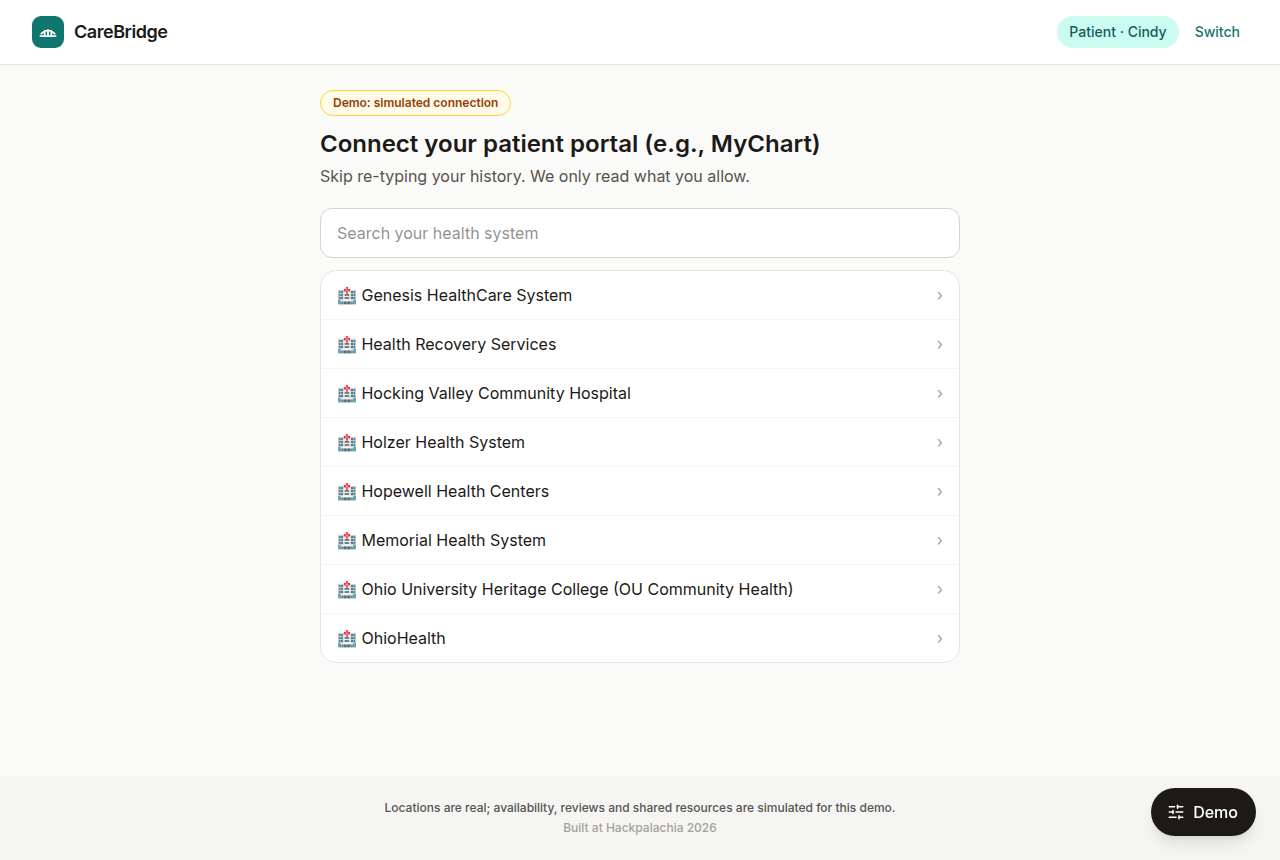 CareBridge
Patient · Cindy
Switch
Demo: simulated connection
Connect your patient portal (e.g., MyChart)
Skip re-typing your history. We only read what you allow.
Search your health system
Genesis HealthCare System
Health Recovery Services
Hocking Valley Community Hospital
Holzer Health System
Hopewell Health Centers
Memorial Health System
Ohio University Heritage College (OU Community Health)
OhioHealth
Locations are real; availability, reviews and shared resources are simulated for this demo.
Built at Hackpalachia 2026
Demo